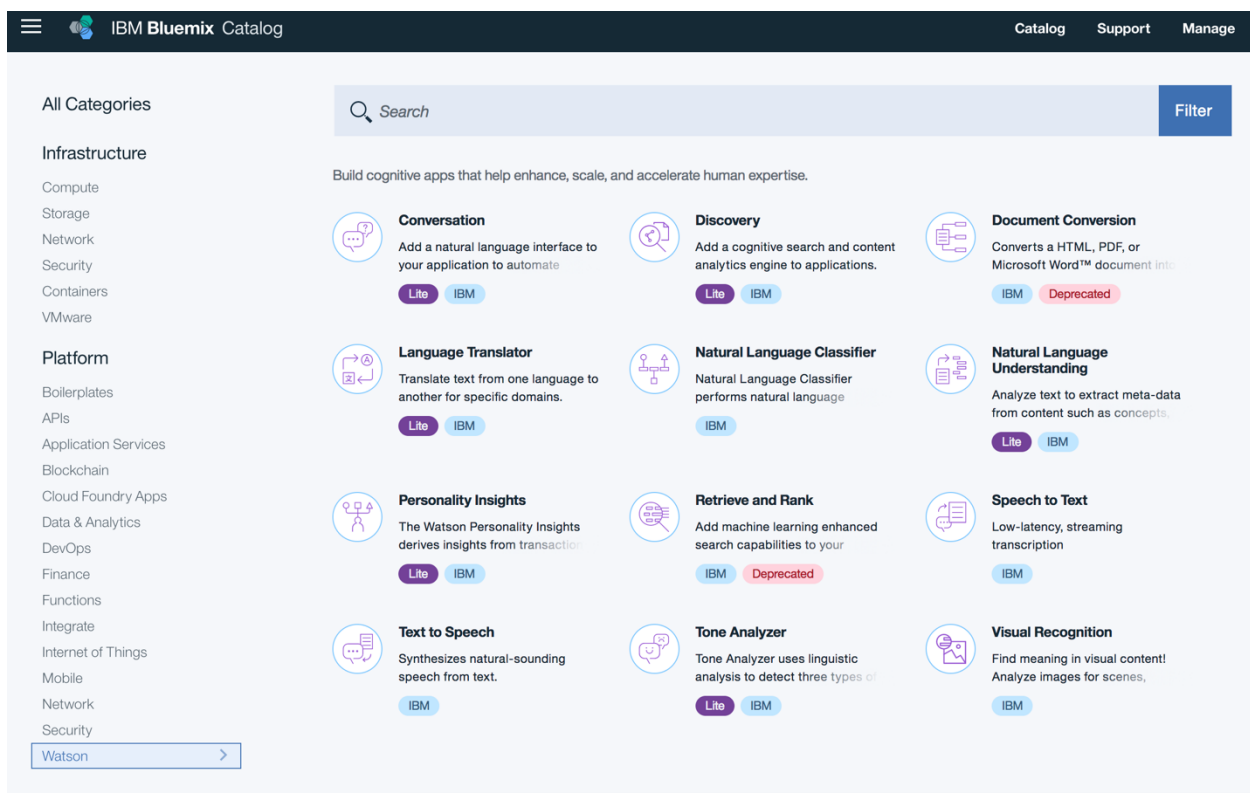 IBM Bluemix Catalog
Catalog Support Manage
All Categories
Infrastructure
Compute
Storage
Network
Security
Containers
VMware
Platform
Boilerplates
APIs
Application Services
Blockchain
Cloud Foundry Apps
Data & Analytics
DevOps
Finance
Functions
Integrate
Internet of Things
Mobile
Network
Security
Watson
Search
Filter
Build cognitive apps that help enhance, scale, and accelerate human expertise.
Conversation
Add a natural language interface to
your application to automate
Lite IBM
Discovery
Add a cognitive search and content
analytics engine to applications.
Lite IBM
Document Conversion
Converts a HTML, PDF, or
Microsoft Word™ document into
IBM Deprecated
Language Translator
Translate text from one language to
another for specific domains.
Lite IBM
Natural Language Classifier
Natural Language Classifier
performs natural language
IBM
Natural Language
Understanding
Analyze text to extract meta-data
from content such as concepts,
Lite IBM
Personality Insights
The Watson Personality Insights
derives insights from transaction
Lite IBM
Retrieve and Rank
Add machine learning enhanced
search capabilities to your
IBM Deprecated
Speech to Text
Low-latency, streaming
transcription
IBM
Text to Speech
Synthesizes natural-sounding
speech from text.
IBM
Tone Analyzer
Tone Analyzer uses linguistic
analysis to detect three types of
Lite IBM
Visual Recognition
Find meaning in visual content!
Analyze images for scenes,
IBM